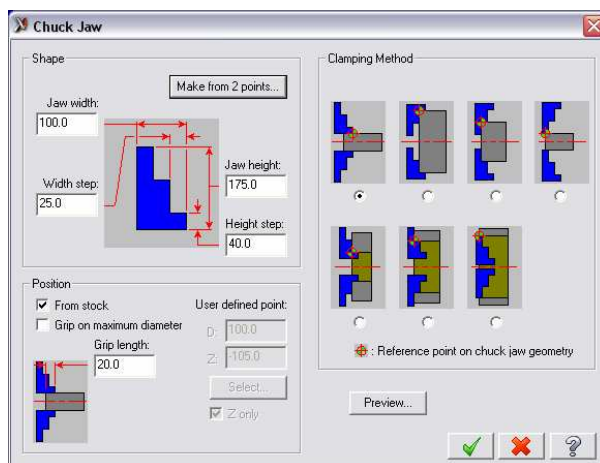 Chuck Jaw
Shape
Make from 2 points...
Jaw width:
100.0
Width step:
25.0
Jaw height:
175.0
Height step:
40.0
Position
From stock
Grip on maximum diameter
Grip length:
20.0
User defined point:
D: 100.0
Z: -105.0
Select...
Z only
Clamping Method
: Reference point on chuck jaw geometry
Preview...